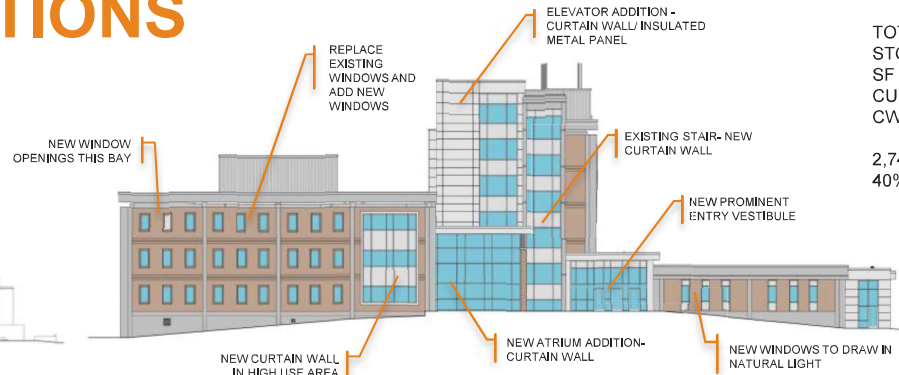 TIONS
ELEVATOR ADDITION -
CURTAIN WALL/ INSULATED
METAL PANEL
REPLACE
EXISTING
WINDOWS AND
ADD NEW
WINDOWS
NEW WINDOW
OPENINGS THIS BAY
EXISTING STAIR- NEW
CURTAIN WALL
NEW PROMINENT
ENTRY VESTIBULE
NEW CURTAIN WALL
IN HIGH USE AREA
NEW ATRIUM ADDITION-
CURTAIN WALL
NEW WINDOWS TO DRAW IN
NATURAL LIGHT
SF
40%